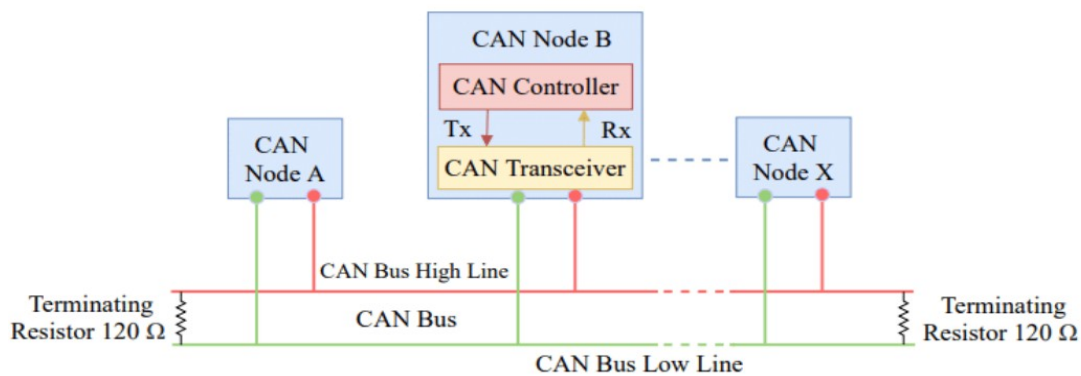 CAN Node B
CAN Controller
Tx
Rx
CAN Transceiver
CAN
Node A
CAN
Node X
CAN Bus High Line
Terminating
Resistor 120 Ω
CAN Bus
Terminating
Resistor 120 Ω
CAN Bus Low Line